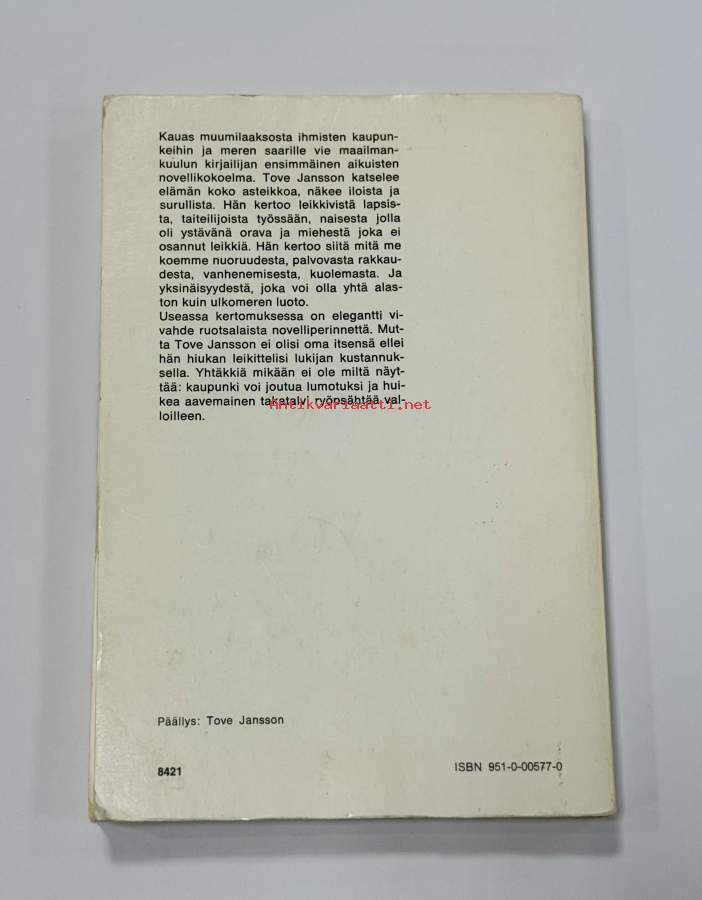 Kauas muumilaaksosta ihmisten kaupun-
keihin ja meren saarille vie maailman-
kuulun kirjailijan ensimmäinen aikuisten
novellikokoelma. Tove Jansson katselee
elämän koko asteikkoa, näkee iloista ja
surullista. Hän kertoo leikkivistä lapsis-
ta, taiteilijoista työssään, naisesta jolla
oli ystävänä orava ja miehestä joka ei
osannut leikkiä. Hän kertoo siitä mitä me
koemme nuoruudesta, palvovasta rakkau-
desta, vanhenemisesta, kuolemasta. Ja
yksinäisyydestä, joka voi olla yhtä alas-
ton kuin ulkomeren luoto.
Useassa kertomuksessa on elegantti vi-
vahde ruotsalaista novelliperinnettä. Mut-
ta Tove Jansson ei olisi oma itsensä ellei
hän hiukan leikittelisi lukijan kustannuk-
sella. Yhtäkkiä mikään ei ole miltä näyt-
tää: kaupunki voi joutua lumotuksi ja hui-
kea aavemainen takatalvi ryöpsähtää val-
loilleen.
Antikvariaatti.net
Päällys: Tove Jansson
8421
ISBN 951-0-00577-0